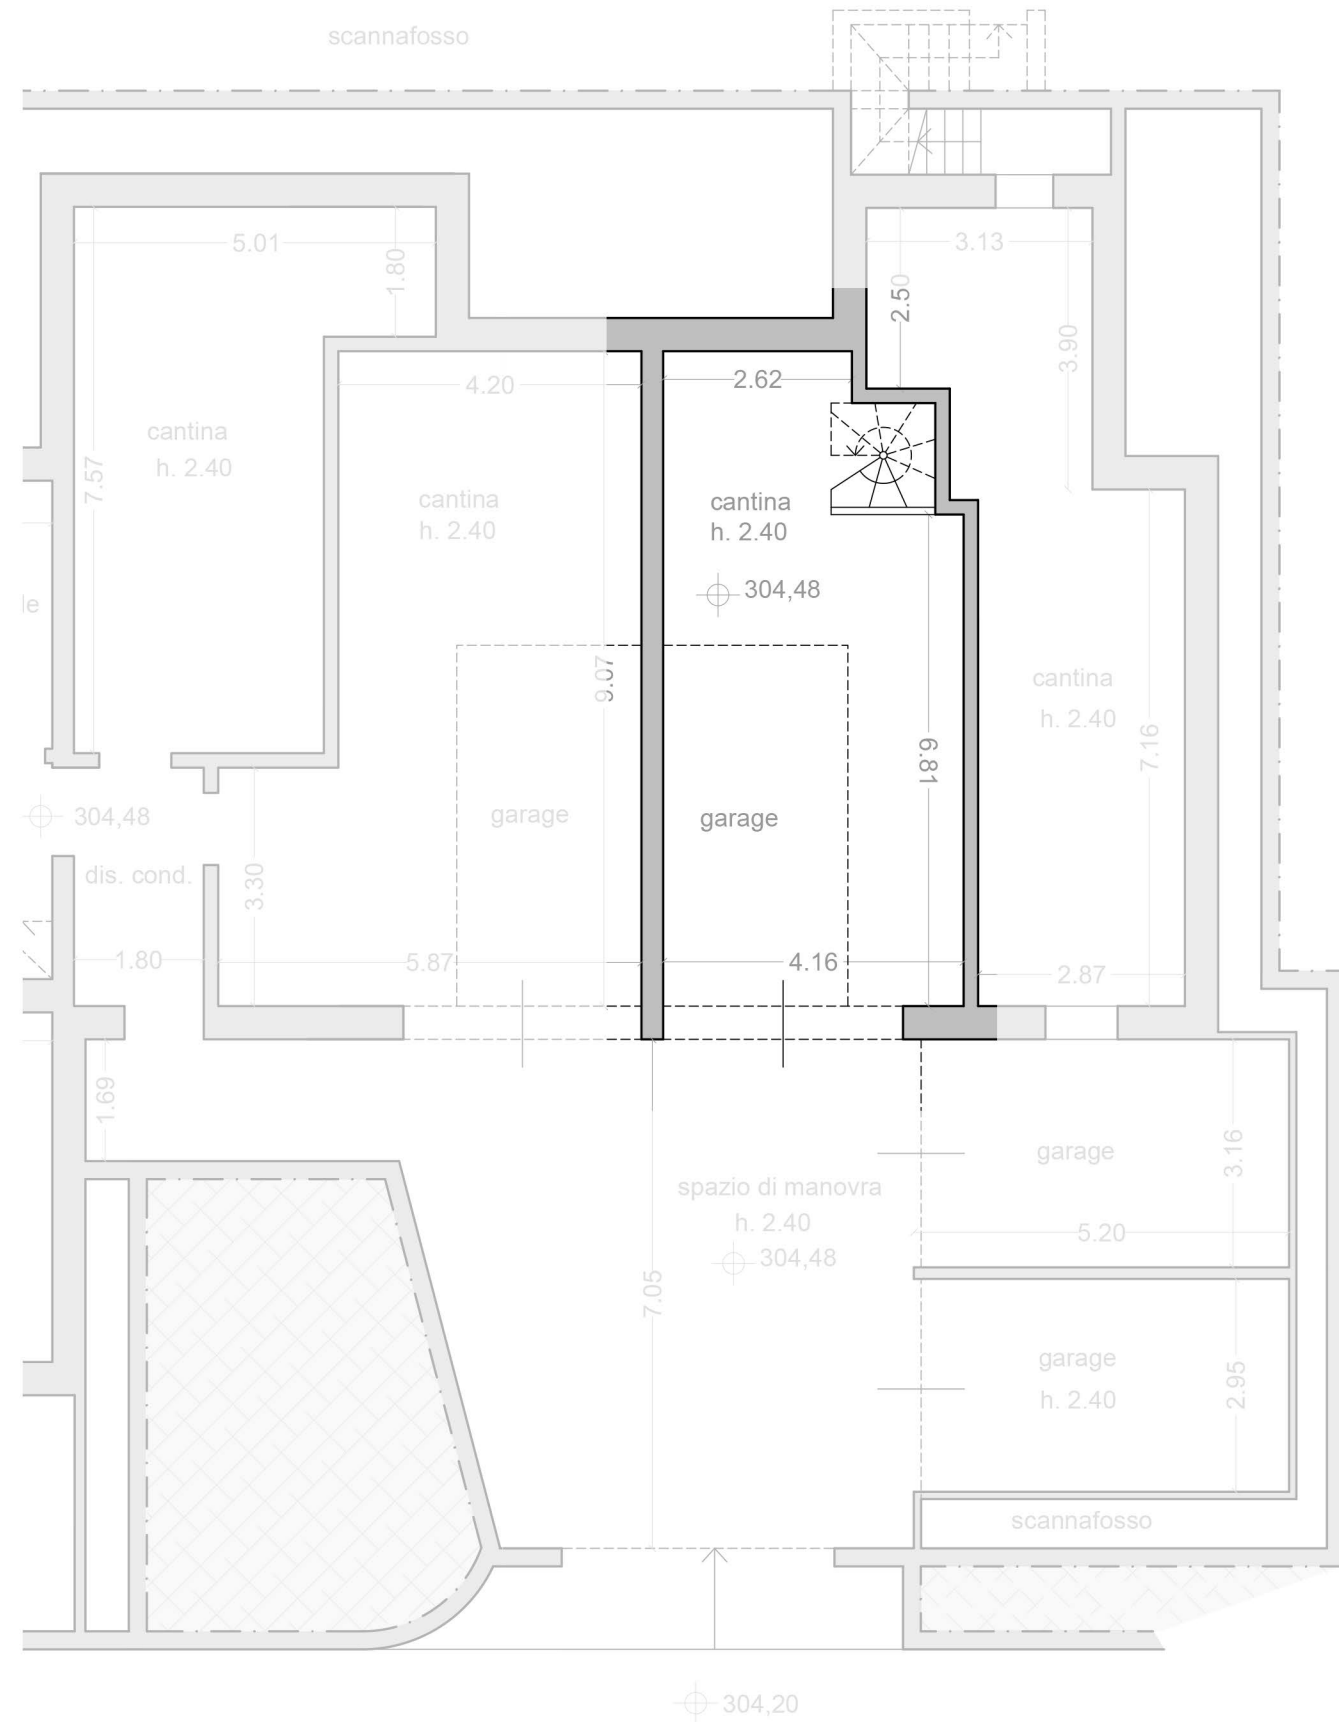 scannafosso
5.01
1.80
3.13
2.50
3.90
4.20
2.62
cantina
h. 2.40
7.57
cantina
h. 2.40
cantina
h. 2.40
304,48
le
9.07
cantina
h. 2.40
6.81
7.16
304,48
garage
garage
dis. cond.
3.30
1.80
5.87
4.16
2.87
1.69
garage
3.16
spazio di manovra
h. 2.40
304,48
5.20
7.05
garage
h. 2.40
2.95
scannafosso
304,20